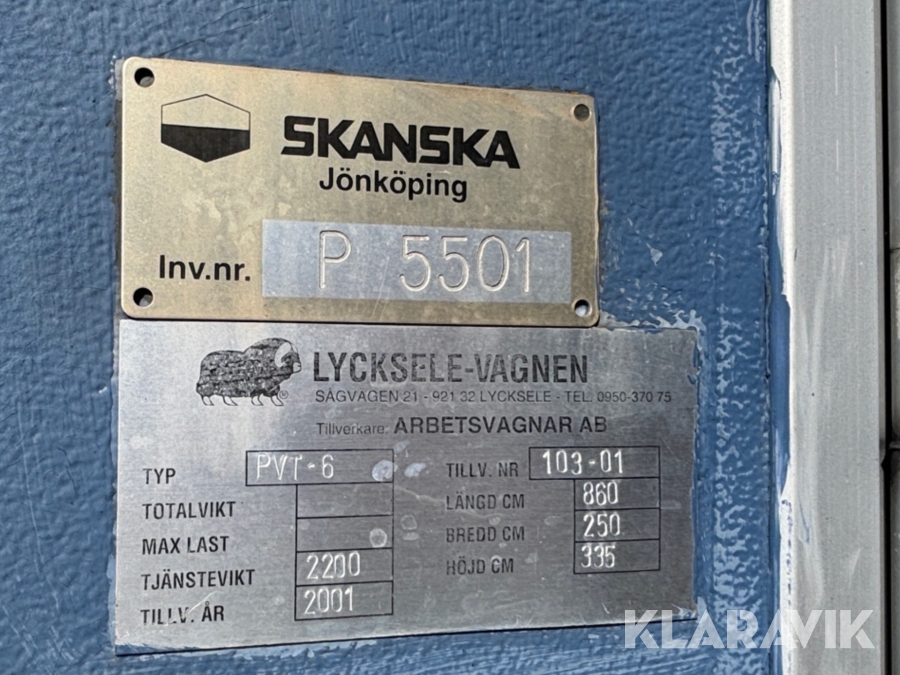 SKANSKA
Jönköping
Inv.nr. P 5501
LYCKSELE-VAGNEN
SÅGVÄGEN 21 - 921 32 LYCKSELE - TEL. 0950-370 75
Tillverkare: ARBETSVAGNAR AB
TYP PVT-6 TILLV. NR 103-01
TOTALVIKT LÄNGD CM 860
MAX LAST BREDD CM 250
TJÄNSTEVIKT 2200 HÖJD CM 335
TILLV. ÅR 2001
KLARAVIK